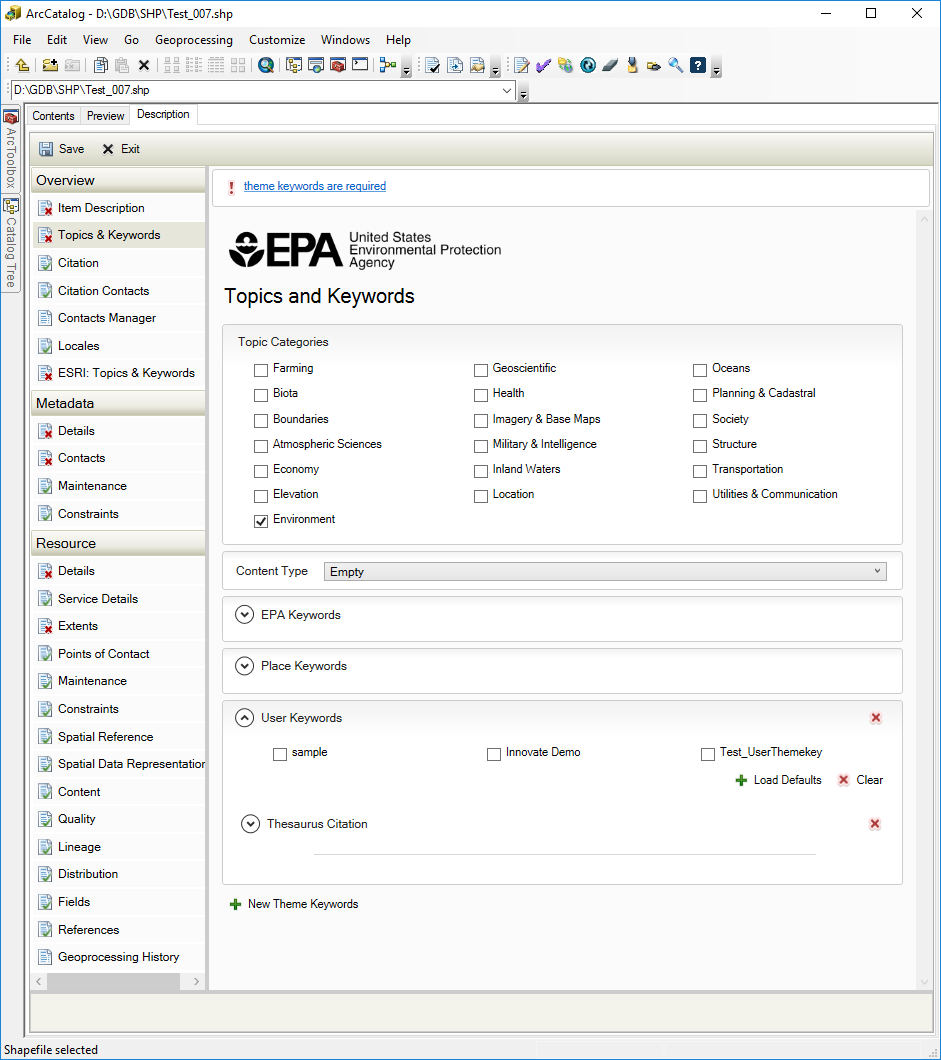 ArcCatalog - D:\GDB\SHP\Test_007.shp
File Edit View Go Geoprocessing Customize Windows Help
D:\GDB\SHP\Test_007.shp
ArcToolbox
Catalog Tree
Contents Preview Description
Save Exit
Overview
Item Description
Topics & Keywords
Citation
Citation Contacts
Contacts Manager
Locales
ESRI: Topics & Keywords
Metadata
Details
Contacts
Maintenance
Constraints
Resource
Details
Service Details
Extents
Points of Contact
Maintenance
Constraints
Spatial Reference
Spatial Data Representation
Content
Quality
Lineage
Distribution
Fields
References
Geoprocessing History
theme keywords are required
EPA
United States
Environmental Protection
Agency
Topics and Keywords
Topic Categories
Farming Geoscientific Oceans
Biota Health Planning & Cadastral
Boundaries Imagery & Base Maps Society
Atmospheric Sciences Military & Intelligence Structure
Economy Inland Waters Transportation
Elevation Location Utilities & Communication
Environment
Content Type Empty
EPA Keywords
Place Keywords
User Keywords
sample Innovate Demo Test_UserThemekey
Load Defaults Clear
Thesaurus Citation
New Theme Keywords
Shapefile selected